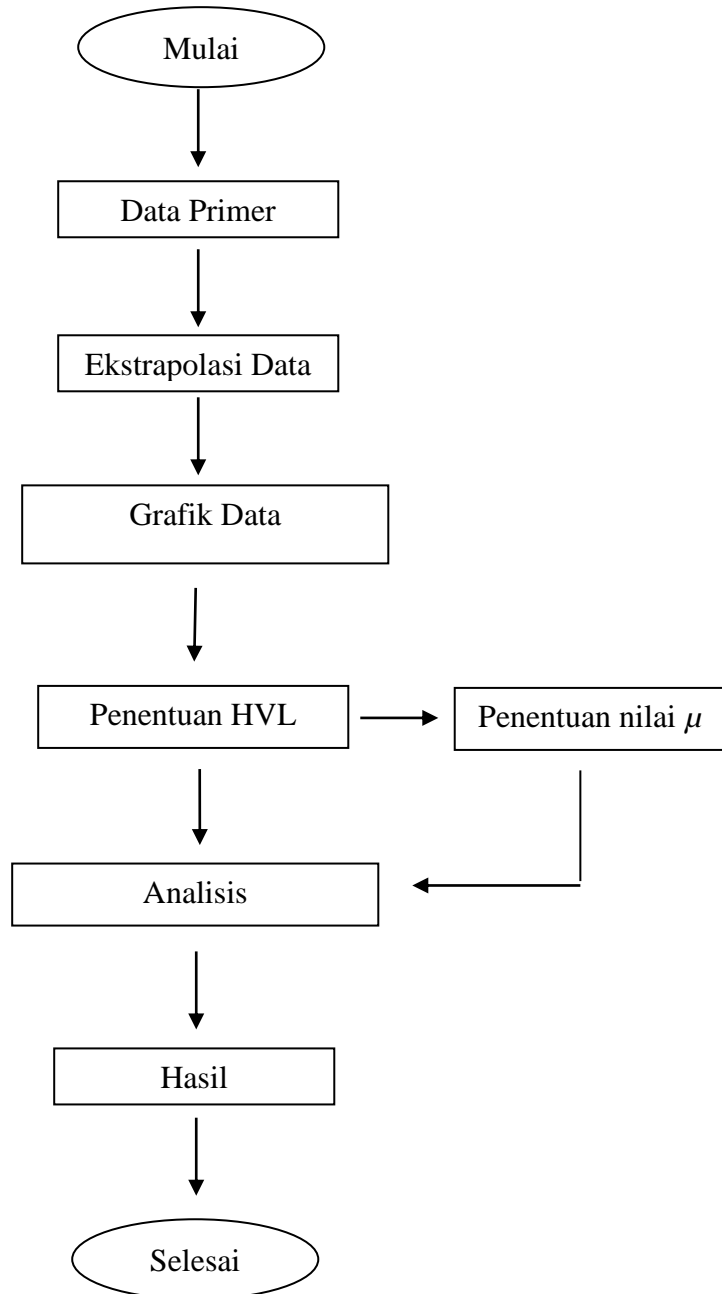 Mulai
Data Primer
Ekstrapolasi Data
Grafik Data
Penentuan HVL
Penentuan nilai μ
Analisis
Hasil
Selesai